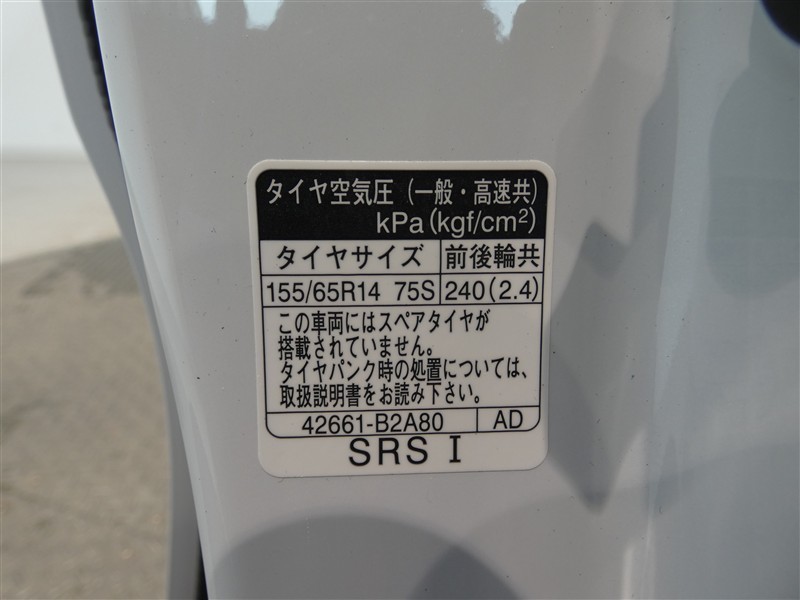 タイヤ空気圧(一般・高速共)
kPa(kgf/cm²)
タイヤサイズ 前後輪共
155/65R14 75S 240(2.4)
この車両にはスペアタイヤが
搭載されていません。
タイヤパンク時の処置については、
取扱説明書をお読み下さい。
42661-B2A80 AD
SRS I